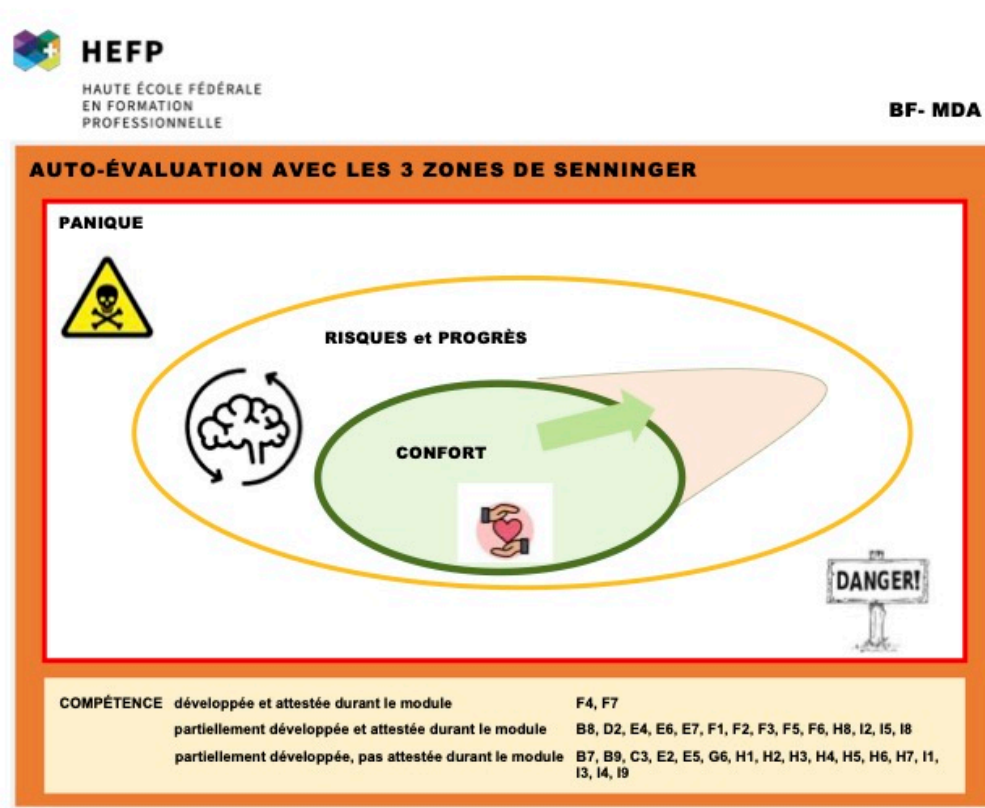 HEFP
HAUTE ÉCOLE FÉDÉRALE
EN FORMATION
PROFESSIONNELLE
BF- MDA
AUTO-ÉVALUATION AVEC LES 3 ZONES DE SENNINGER
PANIQUE
RISQUES et PROGRÈS
CONFORT
DANGER!
COMPÉTENCE développée et attestée durant le module F4, F7
partiellement développée et attestée durant le module B8, D2, E4, E6, E7, F1, F2, F3, F5, F6, H8, I2, I5, I8
partiellement développée, pas attestée durant le module B7, B9, C3, E2, E5, G6, H1, H2, H3, H4, H5, H6, H7, I1,
I3, I4, I9